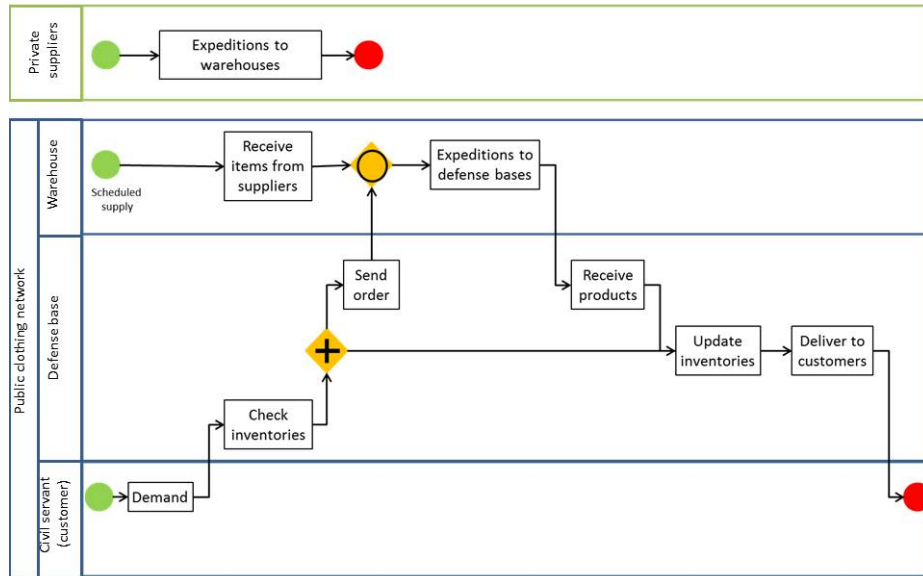 Private
suppliers
Expeditions to
warehouses
Public clothing network
Warehouse
Scheduled
supply
Receive
items from
suppliers
Expeditions to
defense bases
Defense base
Send
order
Receive
products
Update
inventories
Deliver to
customers
Check
inventories
Civil servant
(customer)
Demand